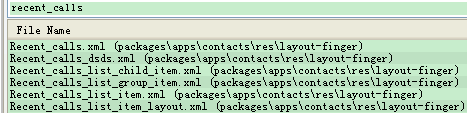 recent_calls
File Name
Recent_calls.xml (packages\apps\contacts\res\layout-finger)
Recent_calls_dsds.xml (packages\apps\contacts\res\layout-finger)
Recent_calls_list_child_item.xml (packages\apps\contacts\res\layout-finger)
Recent_calls_list_group_item.xml (packages\apps\contacts\res\layout-finger)
Recent_calls_list_item.xml (packages\apps\contacts\res\layout-finger)
Recent_calls_list_item_layout.xml (packages\apps\contacts\res\layout-finger)